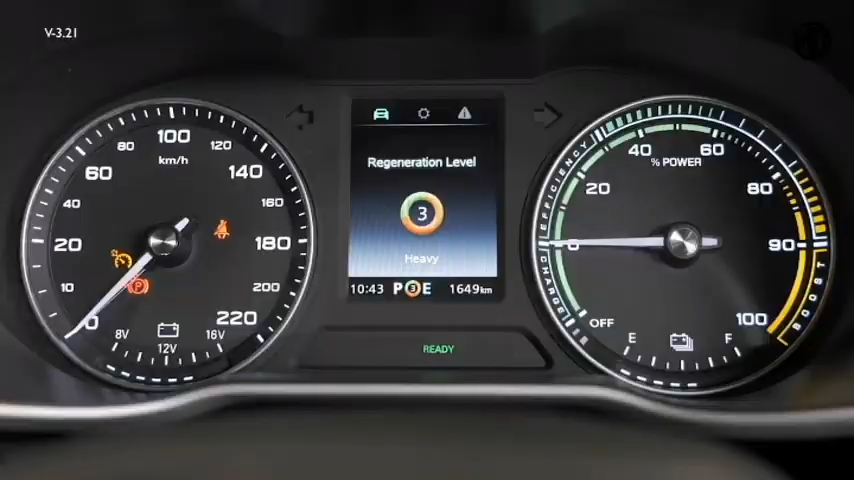 V-3.21
80 100 120
km/h
60 140
40 160
20 180
10 200
0 220
8V 16V
12V
Regeneration Level
3
Heavy
10:43 P 3 E 1649km
READY
EFFICIENCY
CHARGE
BOOST
40 60
% POWER
20 80
0 90
OFF 100
E F